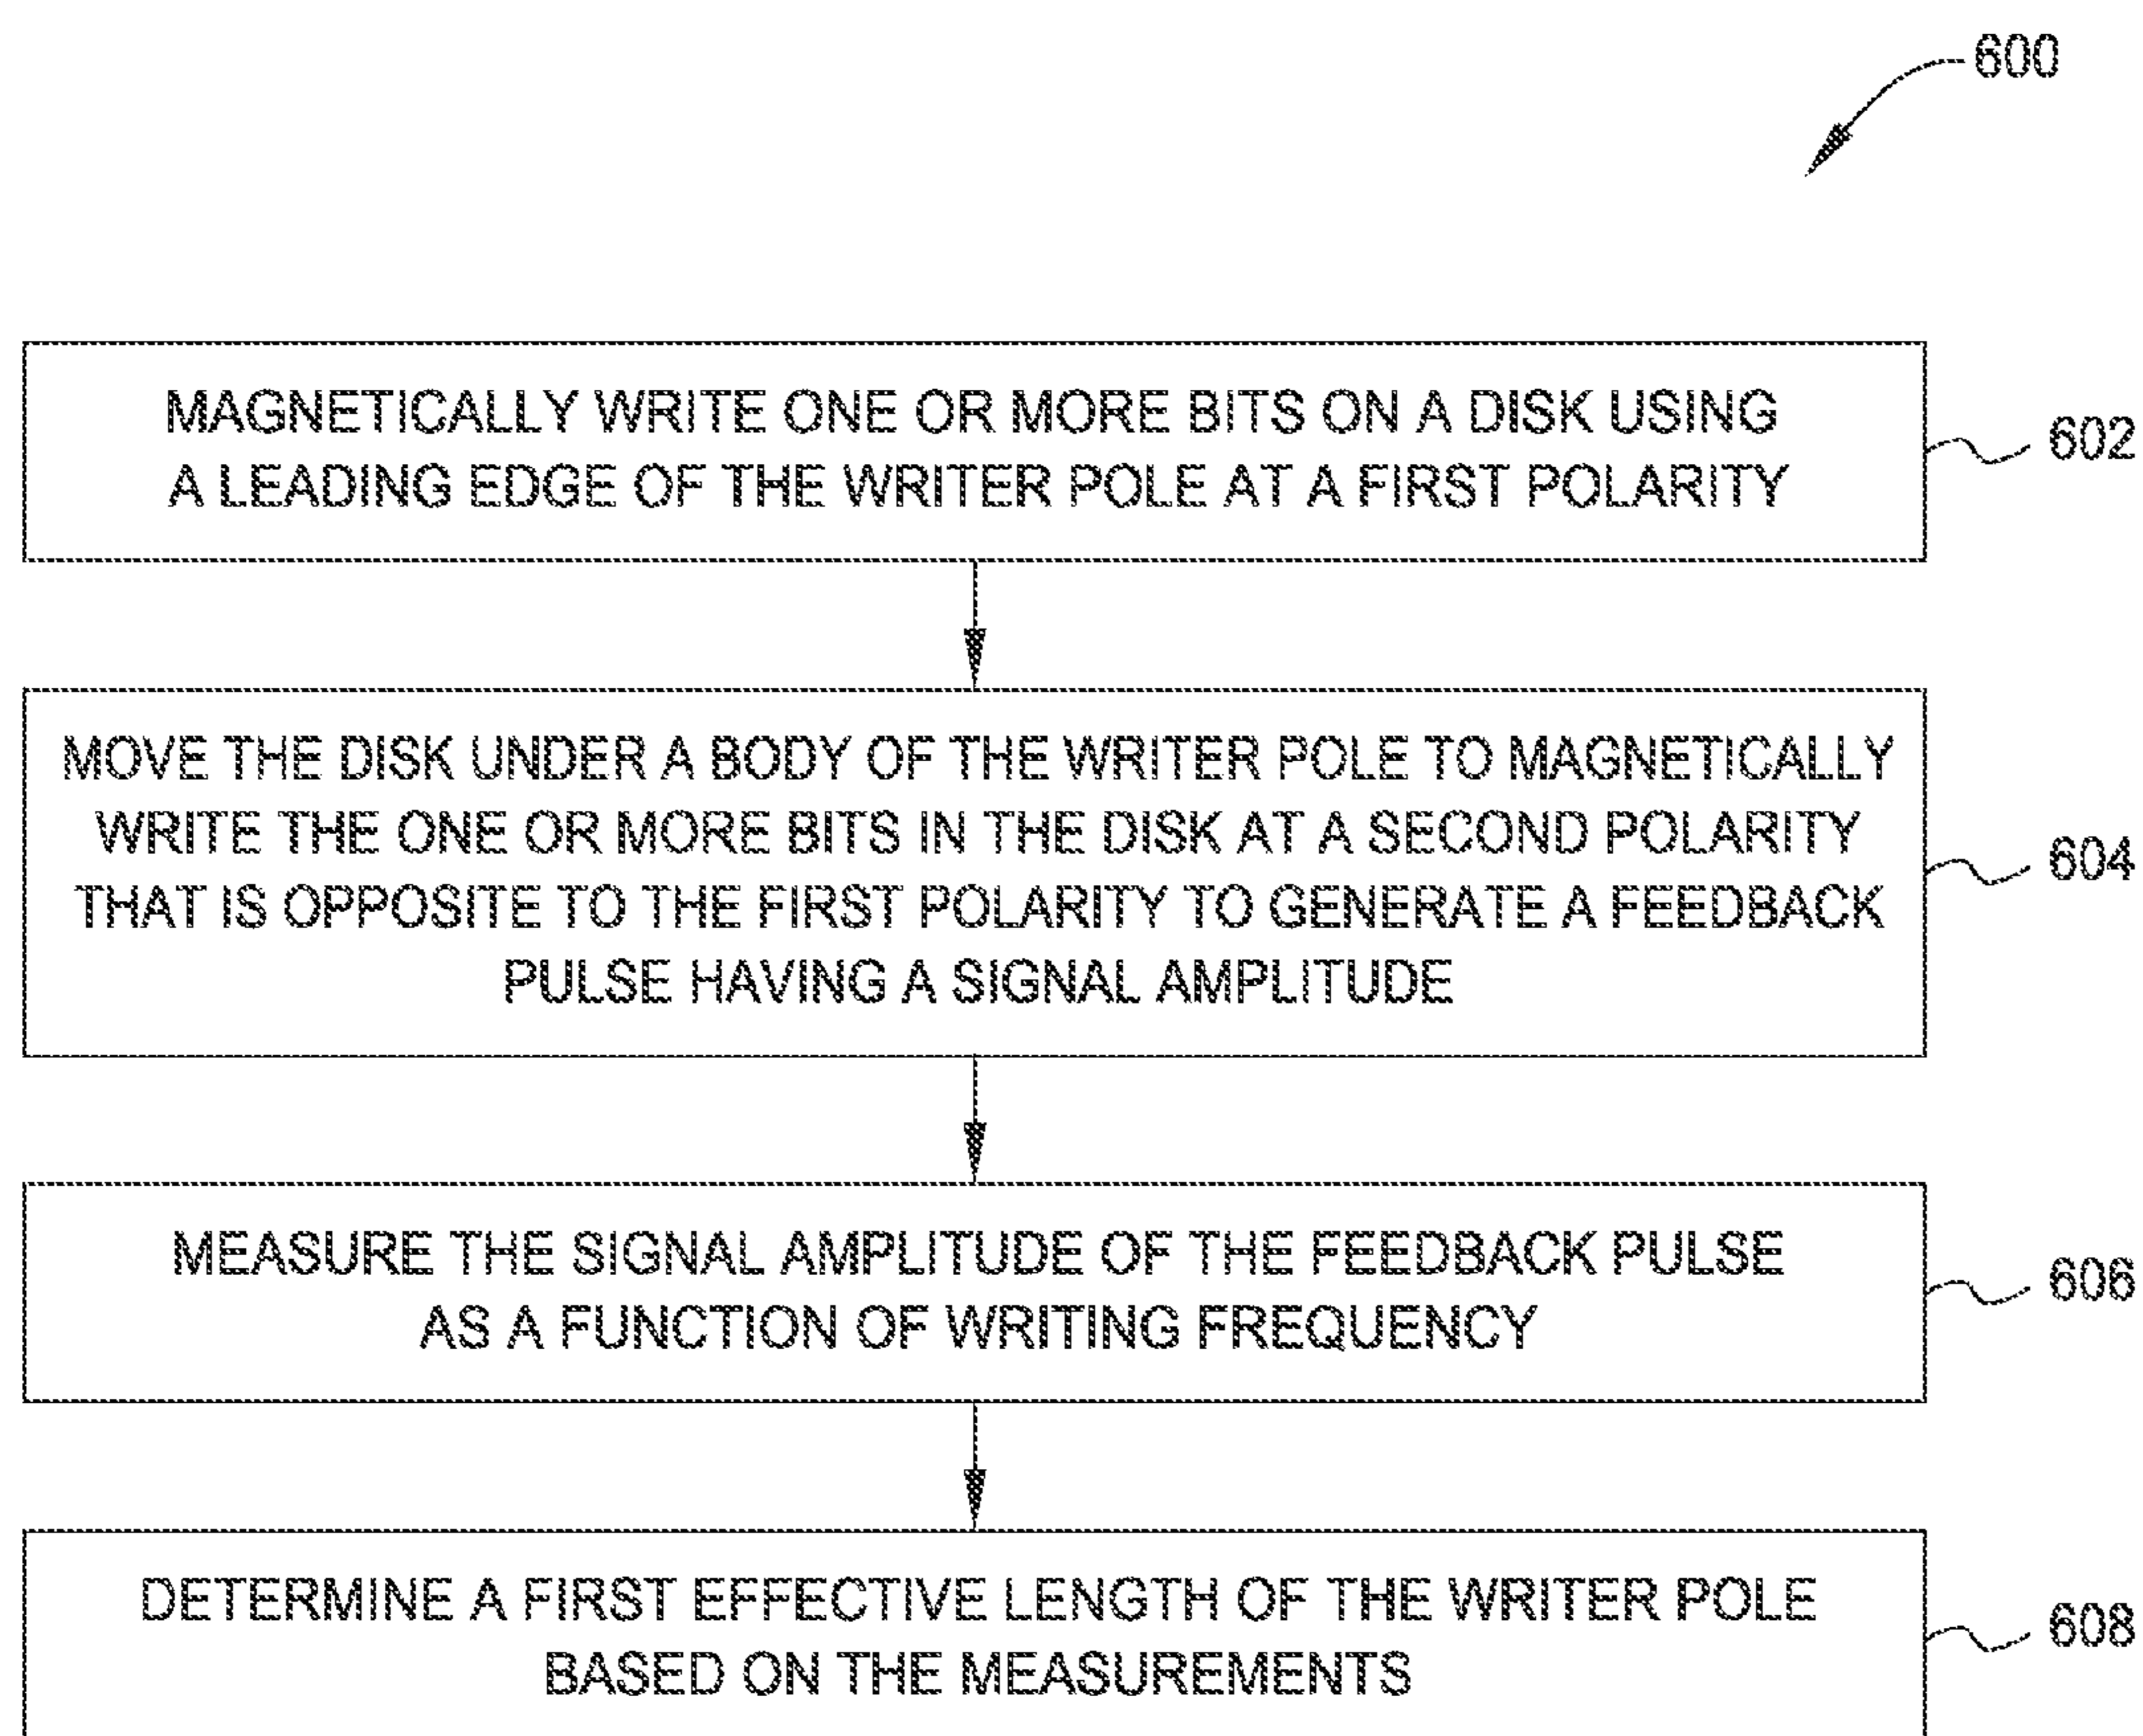 600
MAGNETICALLY WRITE ONE OR MORE BITS ON A DISK USING
A LEADING EDGE OF THE WRITER POLE AT A FIRST POLARITY
602
MOVE THE DISK UNDER A BODY OF THE WRITER POLE TO MAGNETICALLY
WRITE THE ONE OR MORE BITS IN THE DISK AT A SECOND POLARITY
THAT IS OPPOSITE TO THE FIRST POLARITY TO GENERATE A FEEDBACK
PULSE HAVING A SIGNAL AMPLITUDE
604
MEASURE THE SIGNAL AMPLITUDE OF THE FEEDBACK PULSE
AS A FUNCTION OF WRITING FREQUENCY
606
DETERMINE A FIRST EFFECTIVE LENGTH OF THE WRITER POLE
BASED ON THE MEASUREMENTS
608